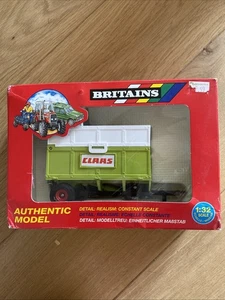 BRITAINS
CLAAS
AUTHENTIC
MODEL
DETAIL: REALISM: CONSTANT SCALE
DETAIL: MODELLTREU: EINHEITLICHER MASSTAB
1:32
SCALE